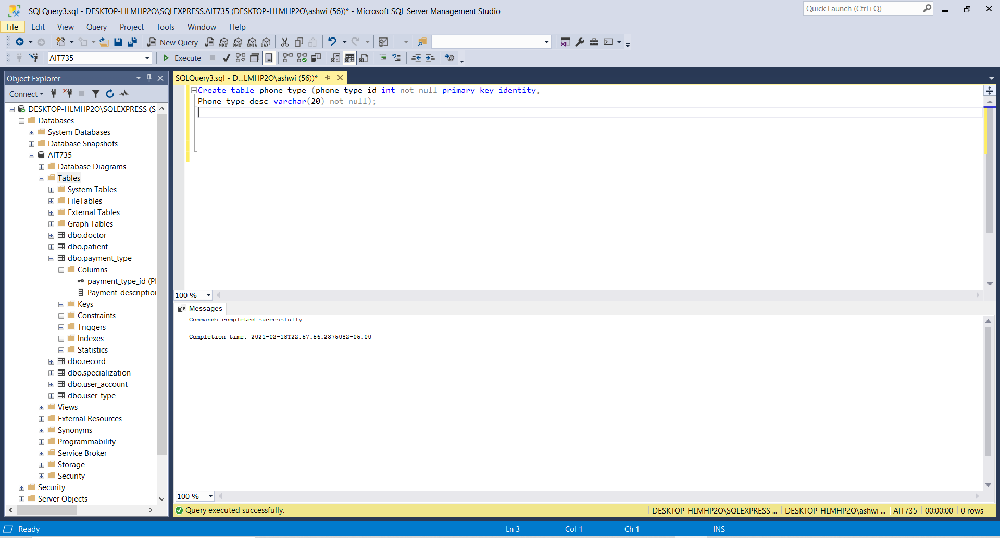 SQLQuery3.sql - DESKTOP-HLMHP2O\SQLEXPRESS.AIT735 (DESKTOP-HLMHP2O\ashwi (56))* - Microsoft SQL Server Management Studio
Quick Launch (Ctrl+Q)
File Edit View Query Project Tools Window Help
New Query MDX DMX XMLA DAX
AIT735 Execute
Object Explorer
Connect
DESKTOP-HLMHP2O\SQLEXPRESS (S
Databases
System Databases
Database Snapshots
AIT735
Database Diagrams
Tables
System Tables
FileTables
External Tables
Graph Tables
dbo.doctor
dbo.patient
dbo.payment_type
Columns
payment_type_id (PI
Payment_description
Keys
Constraints
Triggers
Indexes
Statistics
dbo.record
dbo.specialization
dbo.user_account
dbo.user_type
Views
External Resources
Synonyms
Programmability
Service Broker
Storage
Security
Security
Server Objects
SQLQuery3.sql - D...LMHP2O\ashwi (56))*
Create table phone_type (phone_type_id int not null primary key identity,
Phone_type_desc varchar(20) not null);
100 %
Messages
Commands completed successfully.
Completion time: 2021-02-18T22:57:56.2375082-05:00
100 %
Query executed successfully. DESKTOP-HLMHP2O\SQLEXPRESS ... DESKTOP-HLMHP2O\ashwi ... AIT735 00:00:00 0 rows
Ready Ln 3 Col 1 Ch 1 INS